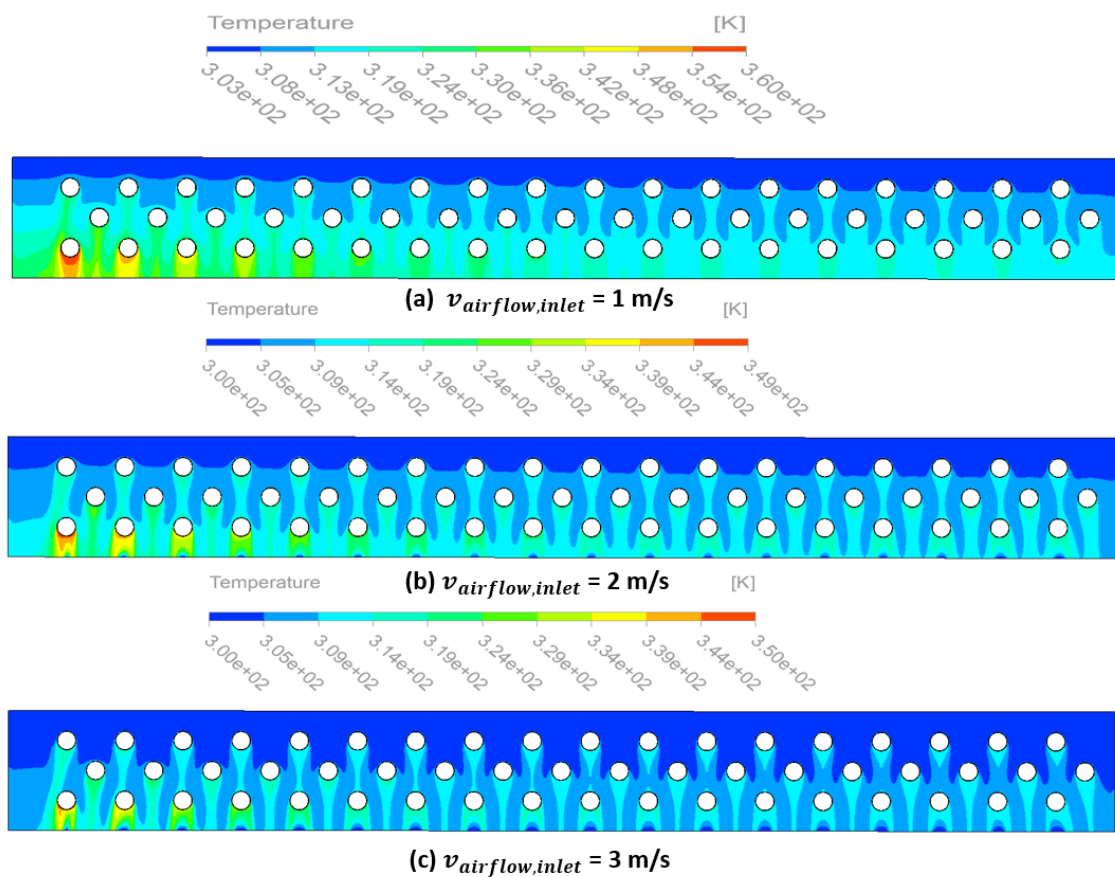 Temperature [K]
3.03e+02 3.08e+02 3.13e+02 3.19e+02 3.24e+02 3.30e+02 3.36e+02 3.42e+02 3.48e+02 3.54e+02 3.60e+02
(a) v_airflow,inlet = 1 m/s
Temperature [K]
3.00e+02 3.05e+02 3.09e+02 3.14e+02 3.19e+02 3.24e+02 3.29e+02 3.34e+02 3.39e+02 3.44e+02 3.49e+02
(b) v_airflow,inlet = 2 m/s
Temperature [K]
3.00e+02 3.05e+02 3.09e+02 3.14e+02 3.19e+02 3.24e+02 3.29e+02 3.34e+02 3.39e+02 3.44e+02 3.50e+02
(c) v_airflow,inlet = 3 m/s